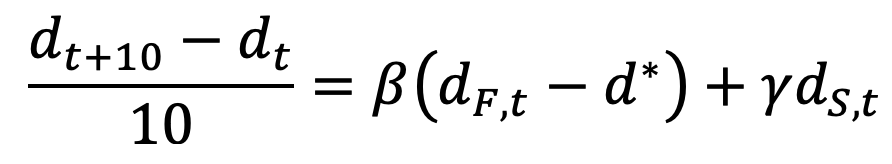 (d_{t+10} − d_t)/10 = β(d_{F,t} − d*) + γd_{S,t}